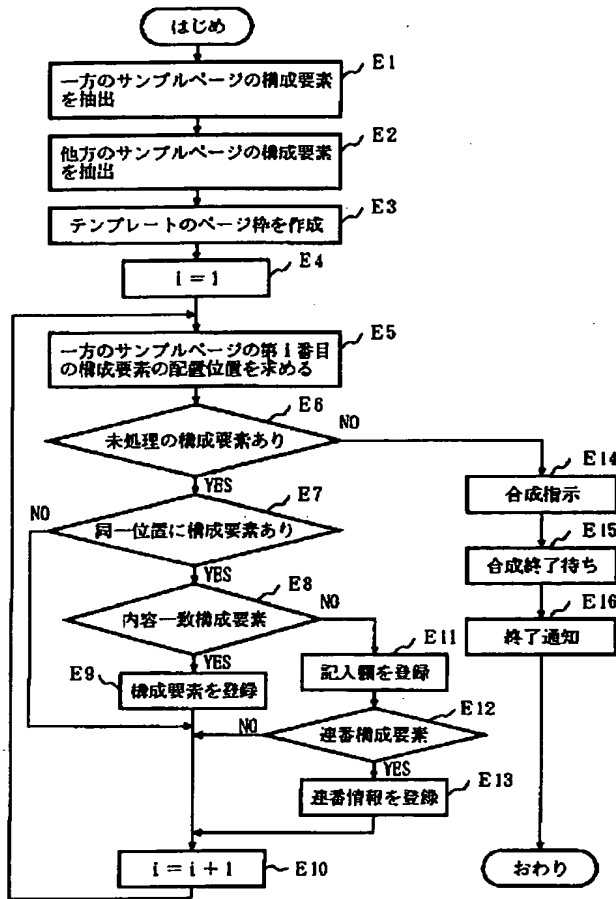 はじめ
E1
一方のサンプルページの構成要素
を抽出
E2
他方のサンプルページの構成要素
を抽出
E3
テンプレートのページ枠を作成
E4
i=1
E5
一方のサンプルページの第i番目
の構成要素の配置位置を求める
E6
未処理の構成要素あり
NO
YES
E7
NO
同一位置に構成要素あり
YES
E8
内容一致構成要素
NO
YES
E9
構成要素を登録
E11
記入欄を登録
E12
NO
連番構成要素
YES
E13
連番情報を登録
i=i+1
E10
E14
合成指示
E15
合成終了待ち
E16
終了通知
おわり